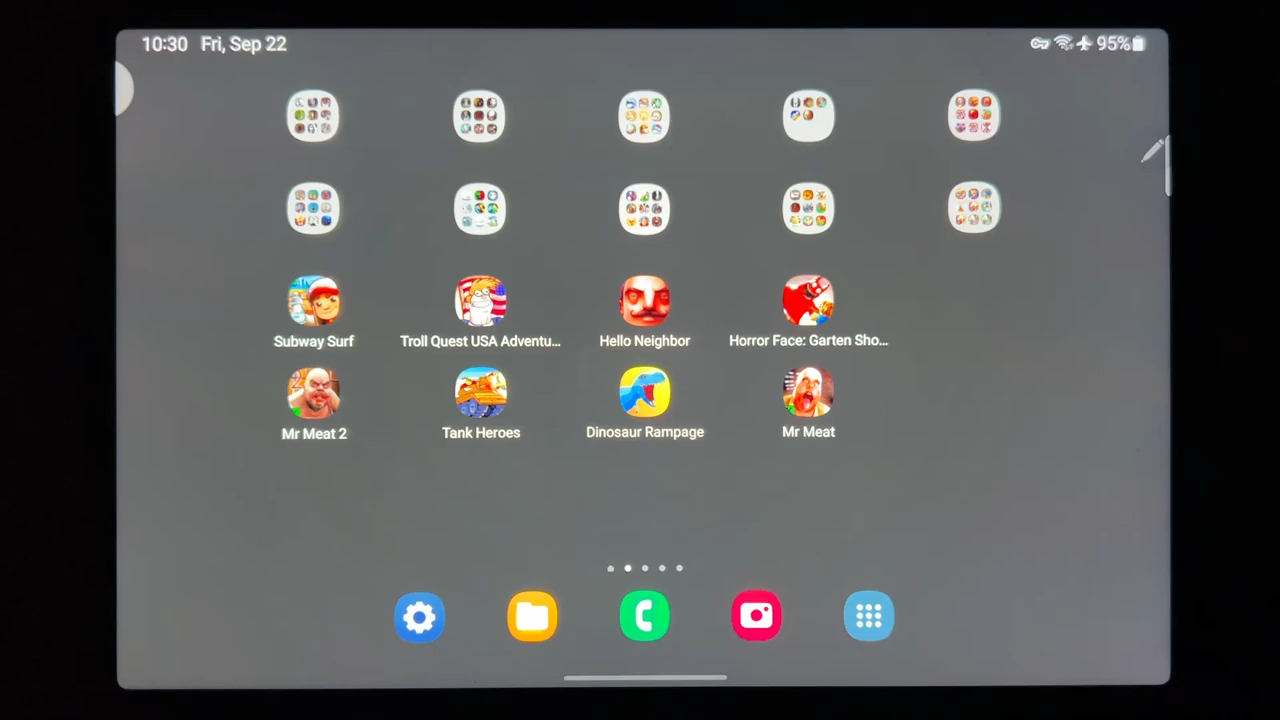 10:30 Fri, Sep 22
95%
Subway Surf
Troll Quest USA Adventu...
Hello Neighbor
Horror Face: Garten Sho...
Mr Meat 2
Tank Heroes
Dinosaur Rampage
Mr Meat